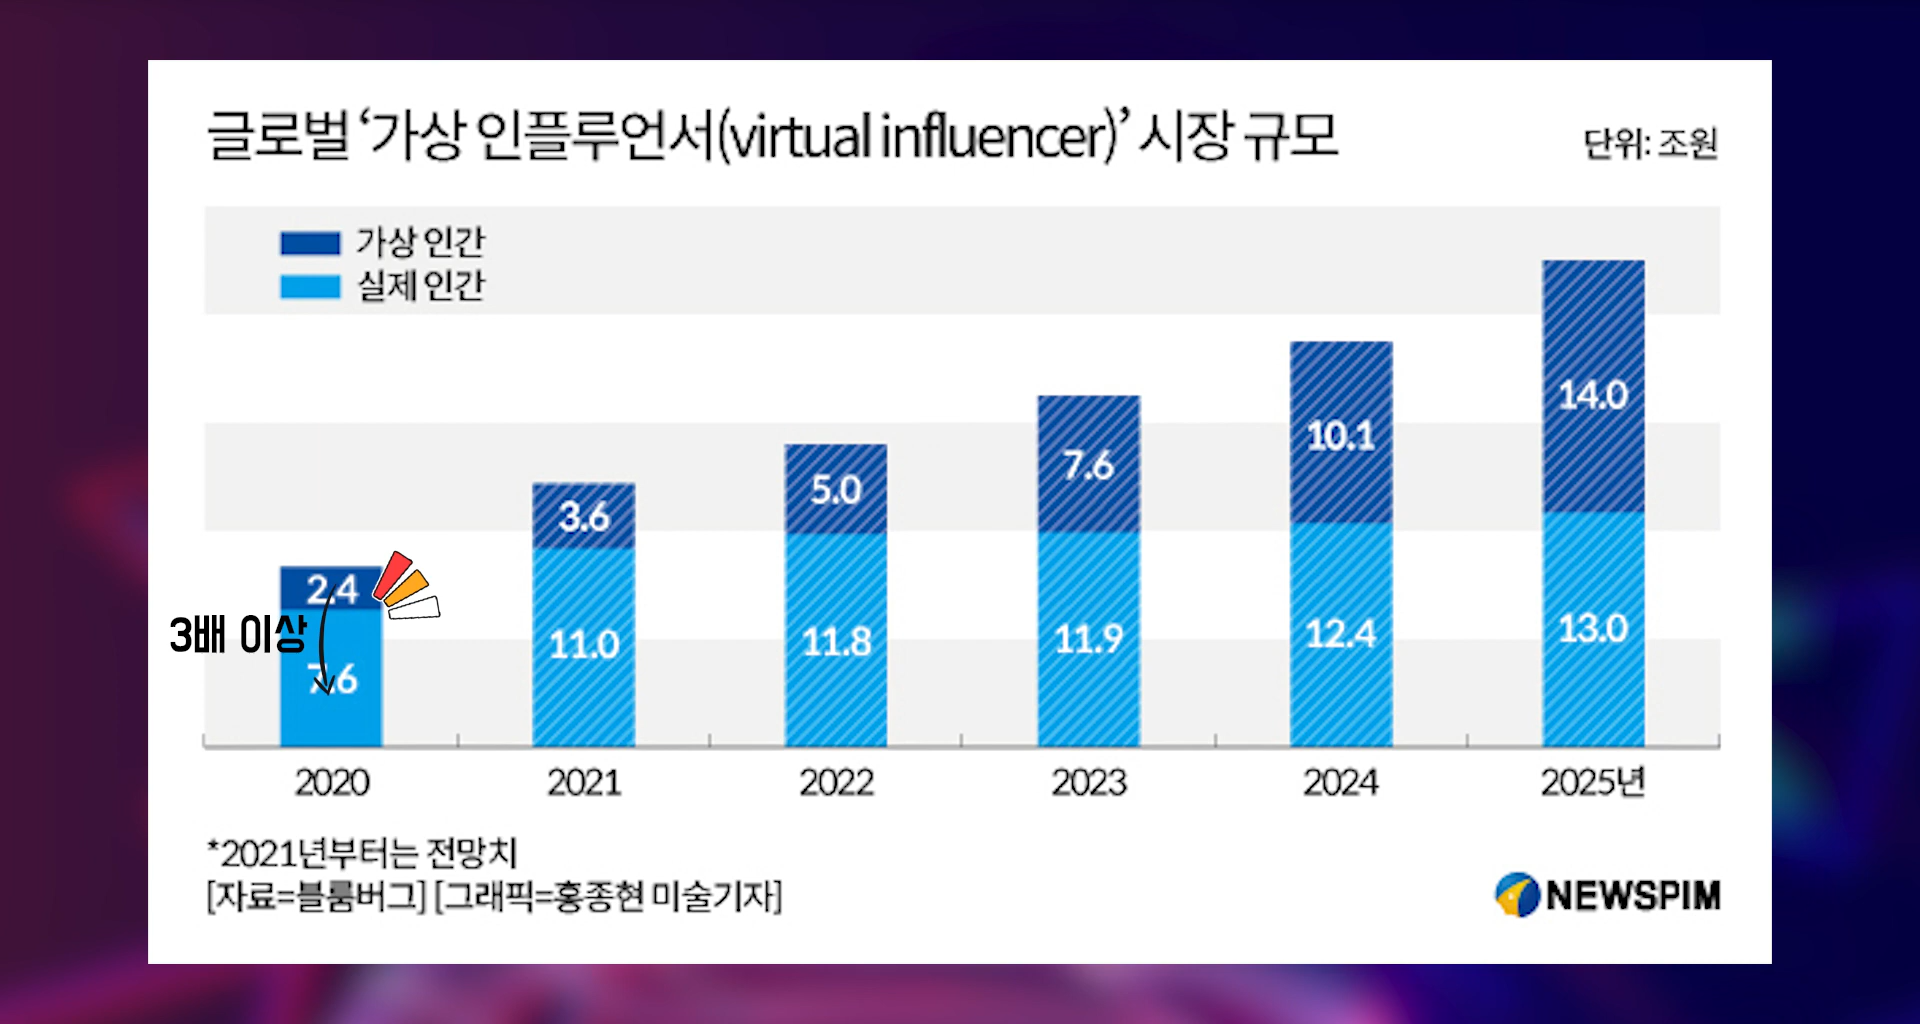 글로벌 ‘가상 인플루언서(virtual influencer)’ 시장 규모
단위: 조원
가상 인간
실제 인간
14.0
10.1
7.6
5.0
3.6
2.4
3배 이상
7.6
11.0
11.8
11.9
12.4
13.0
2020
2021
2022
2023
2024
2025년
*2021년부터는 전망치
[자료=블룸버그] [그래픽=홍종현 미술기자]
NEWSPIM